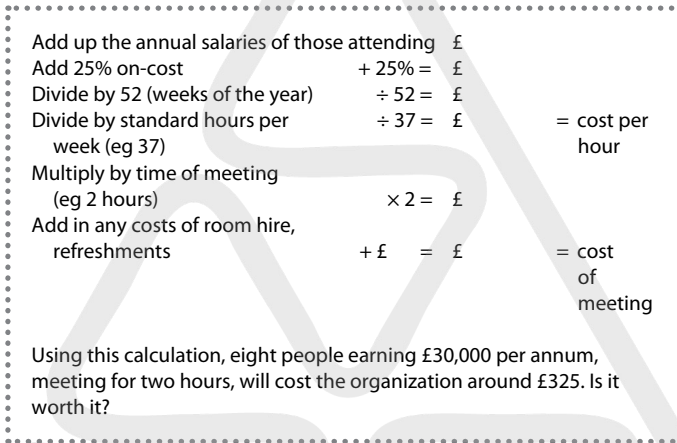 Add up the annual salaries of those attending £
Add 25% on-cost + 25% = £
Divide by 52 (weeks of the year) ÷ 52 = £
Divide by standard hours per ÷ 37 = £ = cost per
week (eg 37) hour
Multiply by time of meeting
(eg 2 hours) × 2 = £
Add in any costs of room hire,
refreshments + £ = £ = cost
of
meeting
Using this calculation, eight people earning £30,000 per annum,
meeting for two hours, will cost the organization around £325. Is it
worth it?